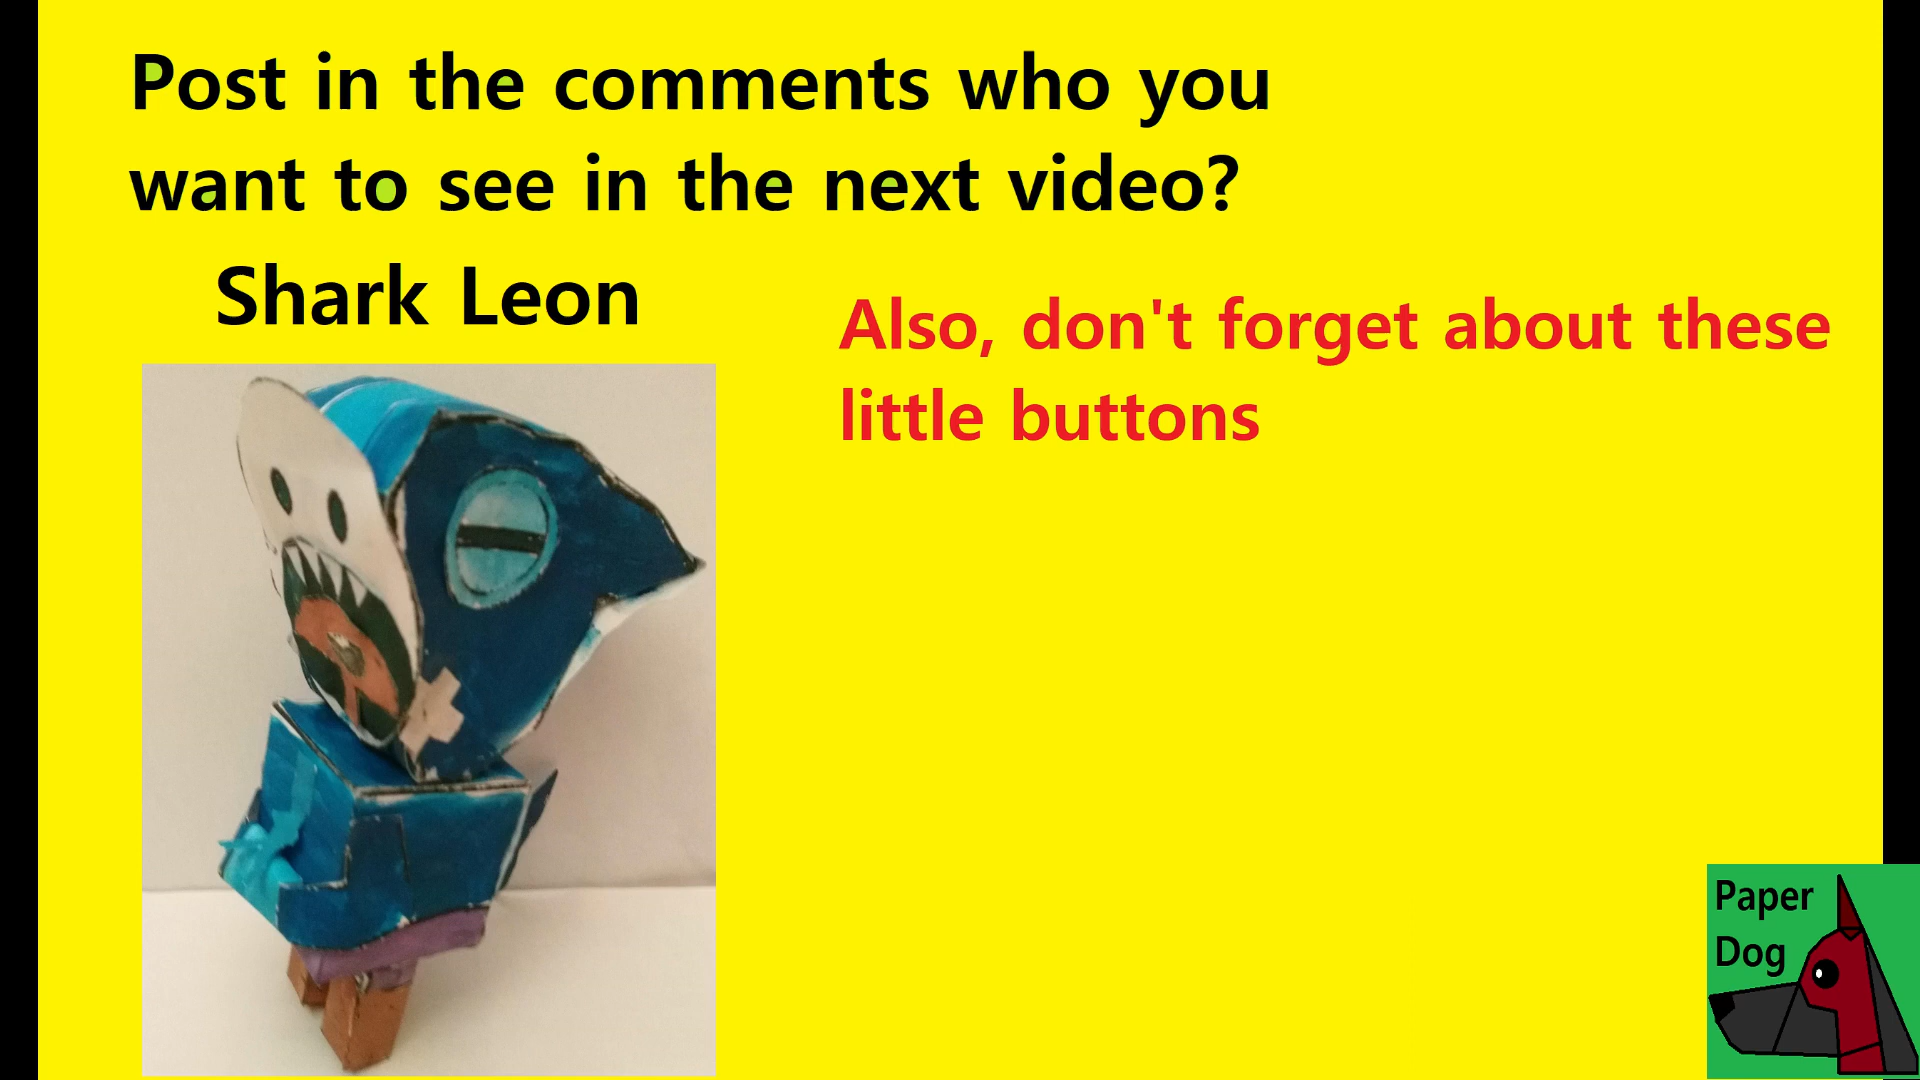 Post in the comments who you
want to see in the next video?
Shark Leon
Also, don't forget about these
little buttons
Paper
Dog